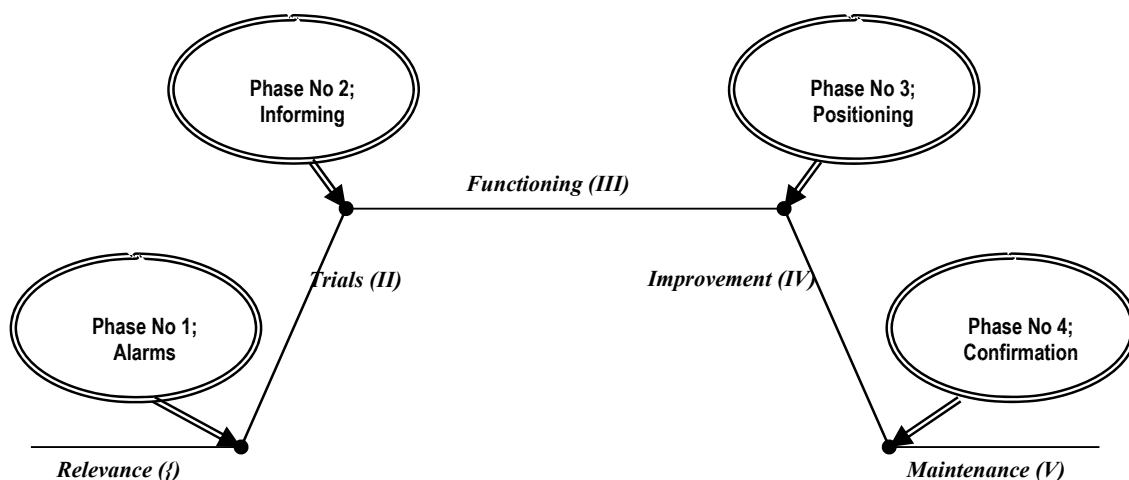 Phase No 2;
Informing
Phase No 3;
Positioning
Functioning (III)
Trials (II)
Improvement (IV)
Phase No 1;
Alarms
Phase No 4;
Confirmation
Relevance ({)
Maintenance (V)